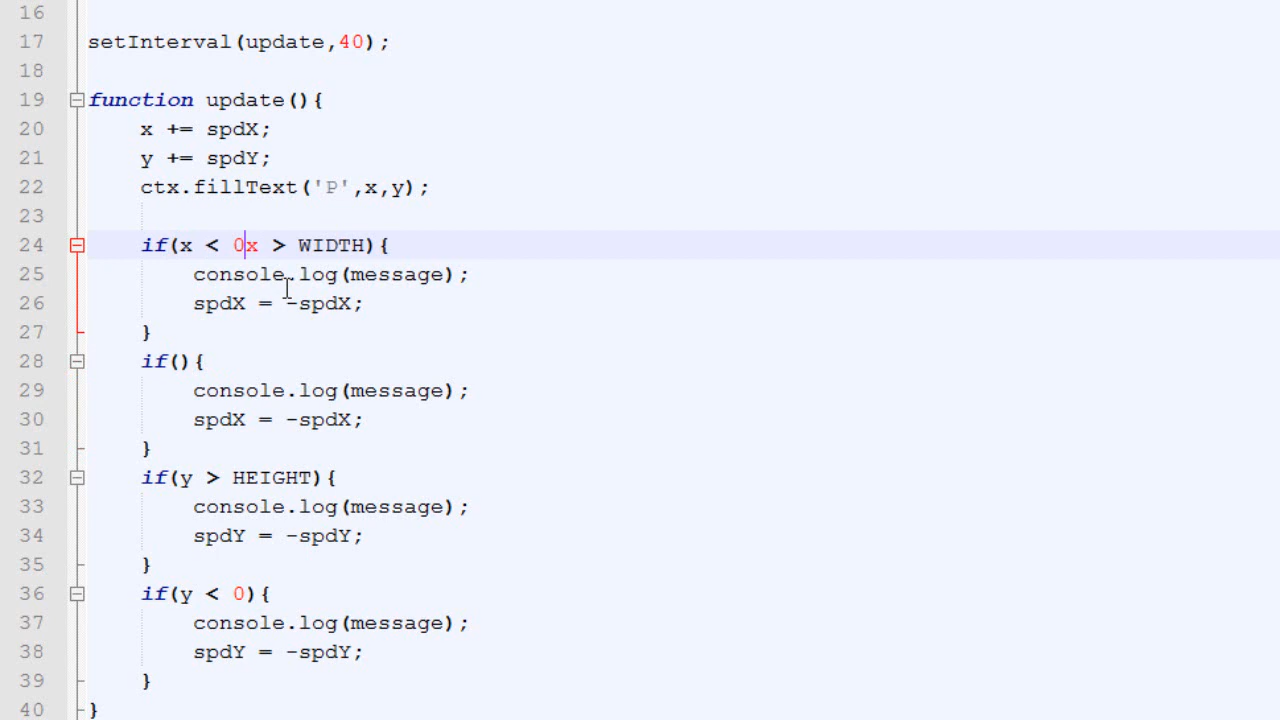 16
17 setInterval(update,40);
18
19 function update(){
20 x += spdX;
21 y += spdY;
22 ctx.fillText('P',x,y);
23
24 if(x < 0x > WIDTH){
25 console.log(message);
26 spdX = -spdX;
27 }
28 if(){
29 console.log(message);
30 spdX = -spdX;
31 }
32 if(y > HEIGHT){
33 console.log(message);
34 spdY = -spdY;
35 }
36 if(y < 0){
37 console.log(message);
38 spdY = -spdY;
39 }
40 }